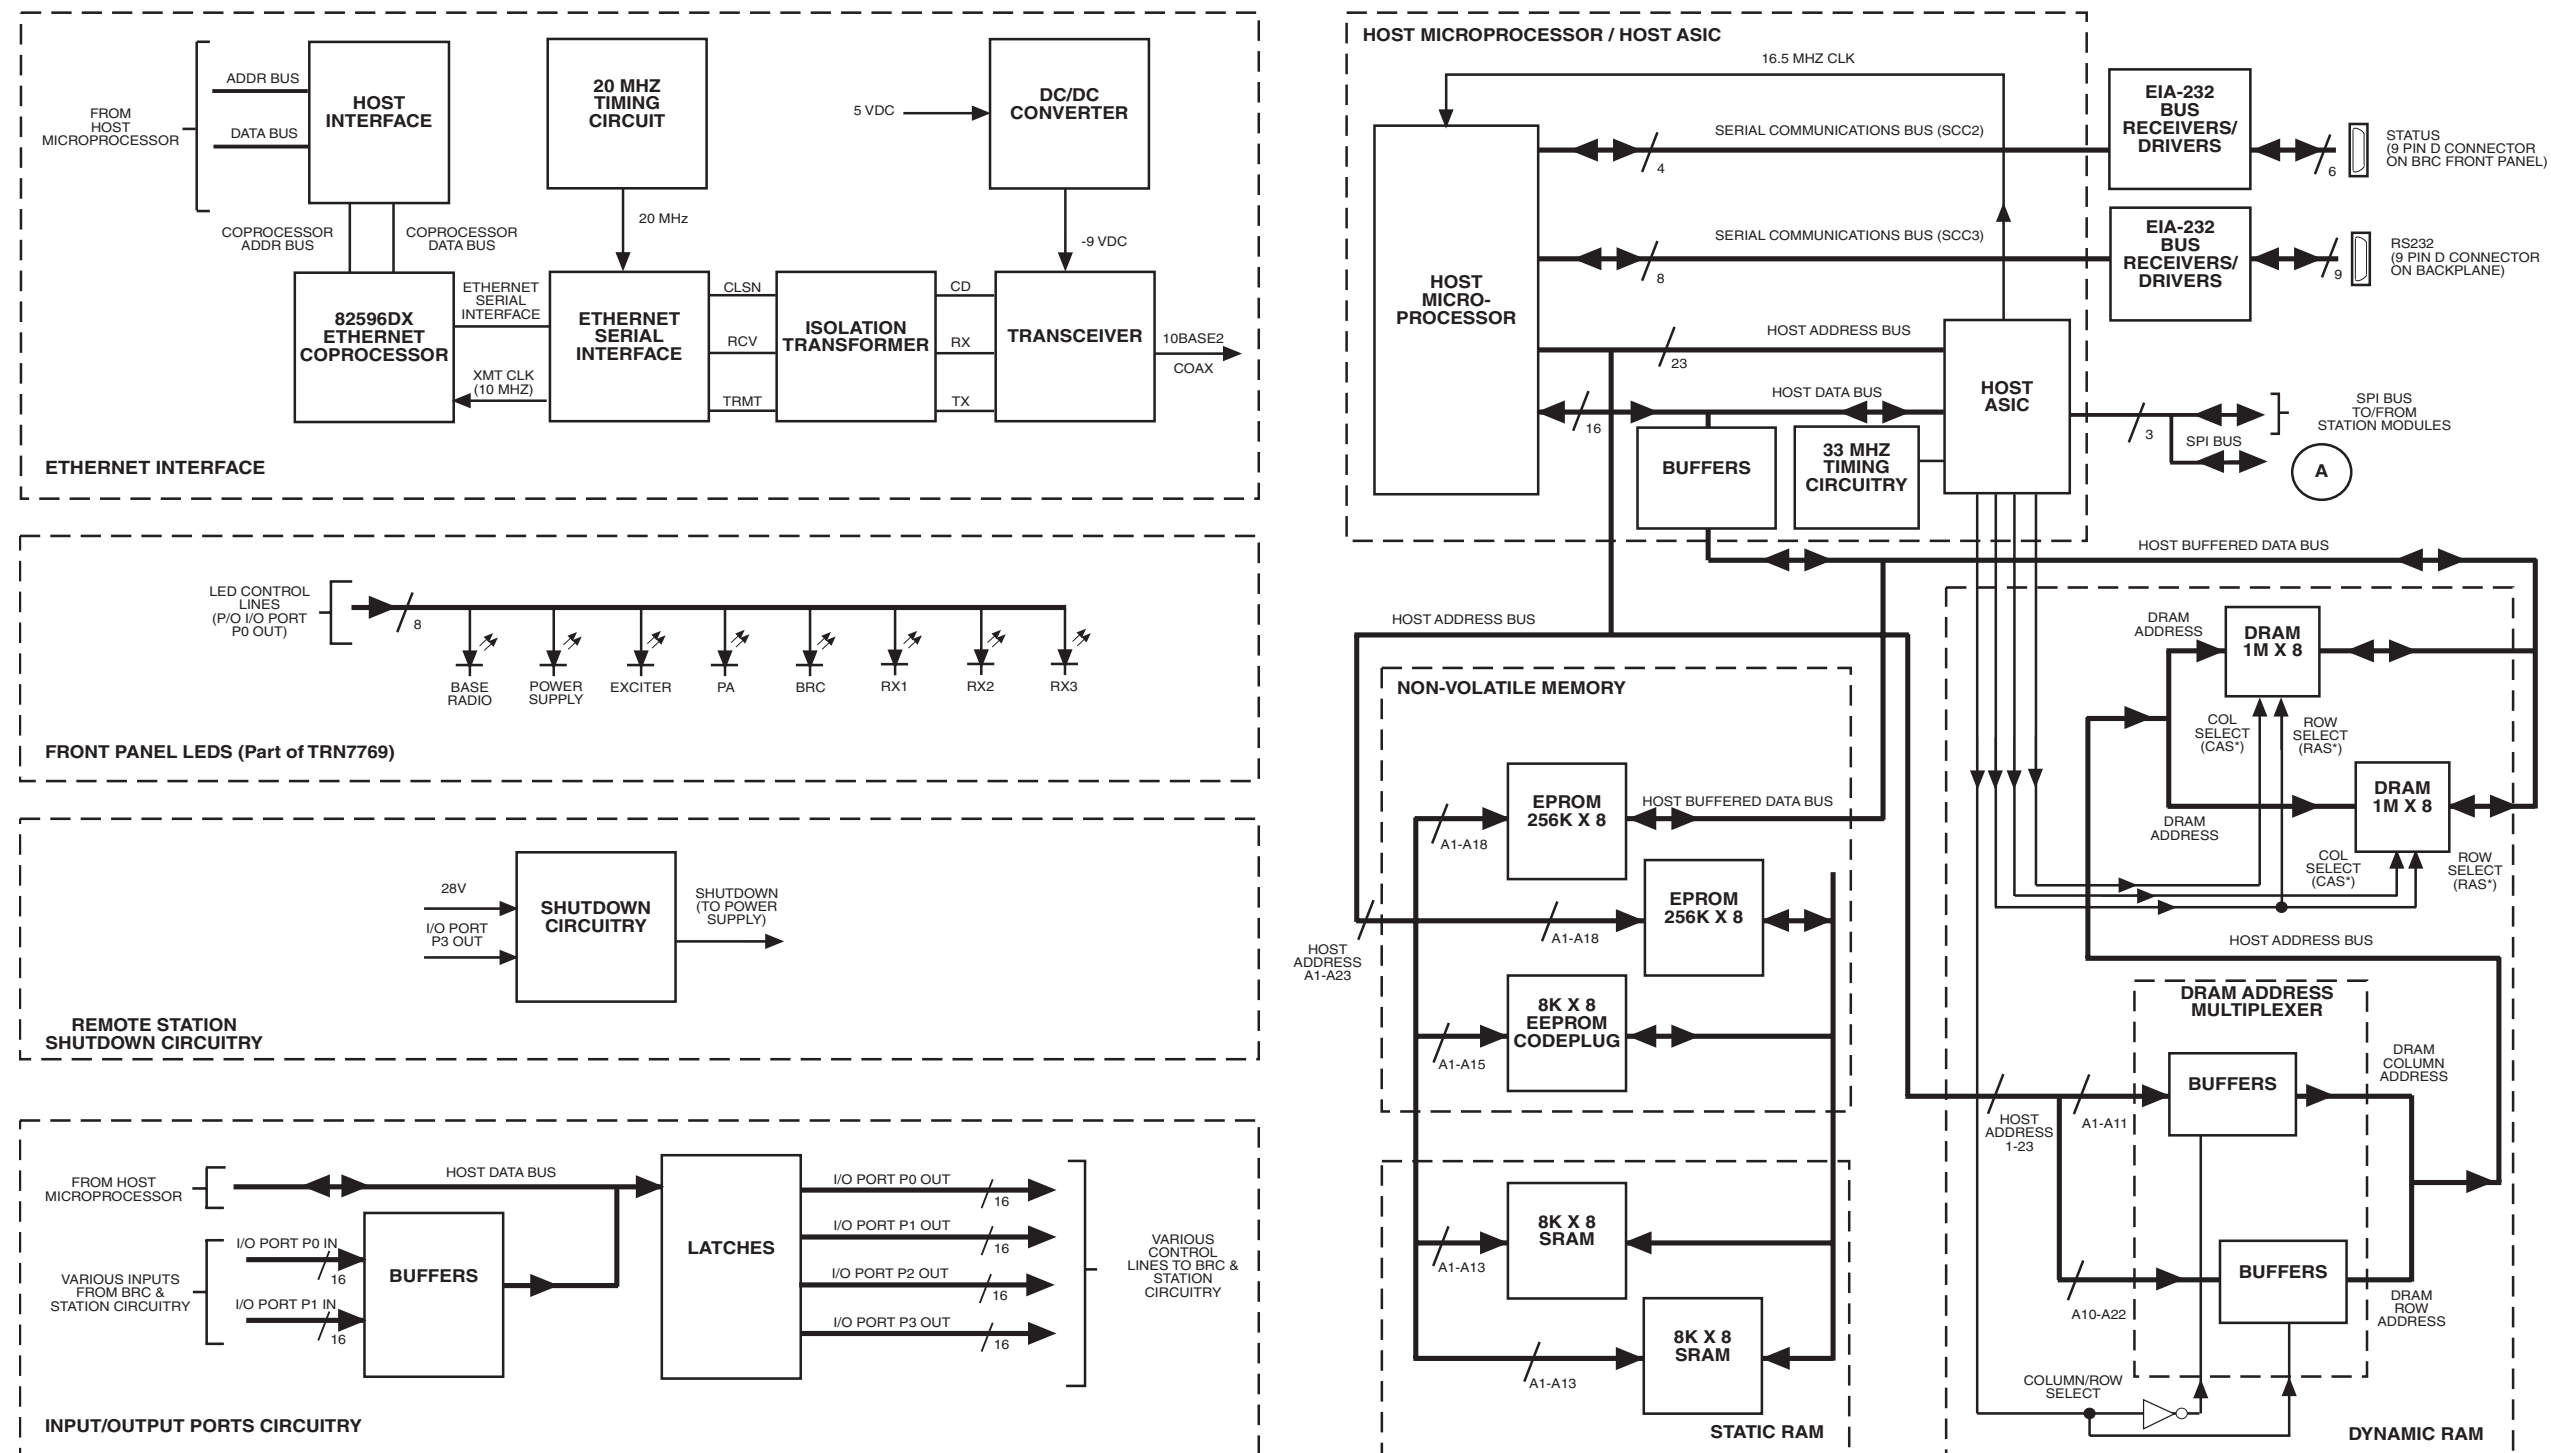 ADDR BUS
DATA BUS
FROM
HOST
MICROPROCESSOR
HOST
INTERFACE
20 MHZ
TIMING
CIRCUIT
5 VDC
DC/DC
CONVERTER
COPROCESSOR
ADDR BUS
COPROCESSOR
DATA BUS
20 MHz
-9 VDC
82596DX
ETHERNET
COPROCESSOR
ETHERNET
SERIAL
INTERFACE
XMT CLK
(10 MHZ)
ETHERNET
SERIAL
INTERFACE
CLSN
RCV
TRMT
ISOLATION
TRANSFORMER
CD
RX
TX
TRANSCEIVER
10BASE2
COAX
ETHERNET INTERFACE
LED CONTROL
LINES
(P/O I/O PORT
P0 OUT)
8
BASE
RADIO
POWER
SUPPLY
EXCITER
PA
BRC
RX1
RX2
RX3
FRONT PANEL LEDS (Part of TRN7769)
28V
I/O PORT
P3 OUT
SHUTDOWN
CIRCUITRY
SHUTDOWN
(TO POWER
SUPPLY)
REMOTE STATION
SHUTDOWN CIRCUITRY
FROM HOST
MICROPROCESSOR
HOST DATA BUS
VARIOUS INPUTS
FROM BRC &
STATION CIRCUITRY
I/O PORT P0 IN
16
I/O PORT P1 IN
16
BUFFERS
LATCHES
I/O PORT P0 OUT
16
I/O PORT P1 OUT
16
I/O PORT P2 OUT
16
I/O PORT P3 OUT
16
VARIOUS
CONTROL
LINES TO BRC &
STATION
CIRCUITRY
INPUT/OUTPUT PORTS CIRCUITRY
HOST MICROPROCESSOR / HOST ASIC
16.5 MHZ CLK
HOST
MICRO-
PROCESSOR
SERIAL COMMUNICATIONS BUS (SCC2)
4
SERIAL COMMUNICATIONS BUS (SCC3)
8
HOST ADDRESS BUS
23
HOST DATA BUS
16
BUFFERS
33 MHZ
TIMING
CIRCUITRY
HOST
ASIC
EIA-232
BUS
RECEIVERS/
DRIVERS
6
STATUS
(9 PIN D CONNECTOR
ON BRC FRONT PANEL)
EIA-232
BUS
RECEIVERS/
DRIVERS
9
RS232
(9 PIN D CONNECTOR
ON BACKPLANE)
3
SPI BUS
TO/FROM
STATION MODULES
SPI BUS
A
HOST BUFFERED DATA BUS
HOST ADDRESS BUS
NON-VOLATILE MEMORY
EPROM
256K X 8
HOST BUFFERED DATA BUS
A1-A18
EPROM
256K X 8
A1-A18
HOST
ADDRESS
A1-A23
8K X 8
EEPROM
CODEPLUG
A1-A15
8K X 8
SRAM
A1-A13
8K X 8
SRAM
A1-A13
STATIC RAM
DRAM
ADDRESS
DRAM
1M X 8
COL
SELECT
(CAS*)
ROW
SELECT
(RAS*)
DRAM
1M X 8
DRAM
ADDRESS
COL
SELECT
(CAS*)
ROW
SELECT
(RAS*)
HOST ADDRESS BUS
DRAM ADDRESS
MULTIPLEXER
BUFFERS
DRAM
COLUMN
ADDRESS
HOST
ADDRESS
1-23
A1-A11
BUFFERS
A10-A22
DRAM
ROW
ADDRESS
COLUMN/ROW
SELECT
DYNAMIC RAM